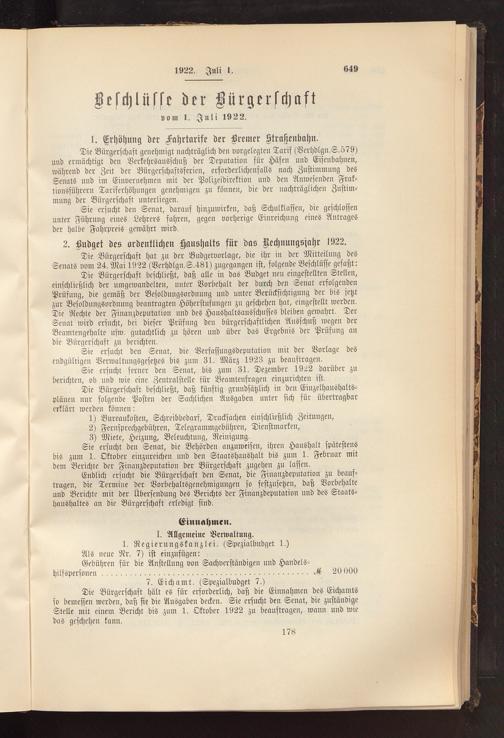 1922. Juli 1. 649
Beschlüsse der Bürgerschaft
vom 1. Juli 1922.
1. Erhöhung der Fahrtarife der Bremer Straßenbahn.
Die Bürgerschaft genehmigt nachträglich den vorgelegten Tarif (Verhdlgn. S. 579)
und ermächtigt den Verkehrsausschuß der Deputation für Häfen und Eisenbahnen,
während der Zeit der Bürgerschaftsferien, erforderlichenfalls nach Zustimmung des
Senats und im Einvernehmen mit der Polizeidirektion und den Anwesenden Frak-
tionsführern Tariferhöhungen genehmigen zu können, die der nachträglichen Zustim-
mung der Bürgerschaft unterliegen.
Sie ersucht den Senat, darauf hinzuwirken, daß Schulklassen, die geschlossen
unter Führung eines Lehrers fahren, gegen vorherige Einreichung eines Antrages
der halbe Fahrpreis gewährt wird.
2. Budget des ordentlichen Haushalts für das Rechnungsjahr 1922.
Die Bürgerschaft hat zu der Budgetvorlage, die ihr in der Mitteilung des
Senats vom 24. Mai 1922 (Verhdlgn. S. 481) zugegangen ist, folgende Beschlüsse gefaßt:
Die Bürgerschaft beschließt, daß alle in das Budget neu eingestellten Stellen,
einschließlich der umgewandelten, unter Vorbehalt der durch den Senat erfolgenden
Prüfung, die gemäß der Besoldungsordnung und unter Berücksichtigung der bis jetzt
zur Besoldungsordnung beantragten Höherstufungen zu geschehen hat, eingestellt werden.
Die Rechte der Finanzdeputation und des Haushaltsausschusses bleiben gewahrt. Der
Senat wird ersucht, bei dieser Prüfung den bürgerschaftlichen Ausschuß wegen der
Beamtengehalte usw. gutachtlich zu hören und über das Ergebnis der Prüfung an
die Bürgerschaft zu berichten.
Sie ersucht den Senat, die Verfassungsdeputation mit der Vorlage des
endgültigen Verwaltungsgesetzes bis zum 31. März 1923 zu beauftragen.
Sie ersucht ferner den Senat, bis zum 31. Dezember 1922 darüber zu
berichten, ob und wie eine Zentralstelle für Beamtenfragen einzurichten ist.
Die Bürgerschaft beschließt, daß künftig grundsätzlich in den Einzelhaushalts-
plänen nur folgende Posten der Sachlichen Ausgaben unter sich für übertragbar
erklärt werden können:
1) Bureaukosten, Schreibbedarf, Drucksachen einschließlich Zeitungen,
2) Fernsprechgebühren, Telegrammgebühren, Dienstmarken,
3) Miete, Heizung, Beleuchtung, Reinigung.
Sie ersucht den Senat, die Behörden anzuweisen, ihren Haushalt spätestens
bis zum 1. Oktober einzureichen und den Staatshaushalt bis zum 1. Februar mit
dem Berichte der Finanzdeputation der Bürgerschaft zugehen zu lassen.
Endlich ersucht die Bürgerschaft den Senat, die Finanzdeputation zu beauf-
tragen, die Termine der Vorbehaltsgenehmigungen so festzusetzen, daß Vorbehalte
und Berichte mit der Übersendung des Berichts der Finanzdeputation und des Staats-
haushaltes an die Bürgerschaft erledigt sind.
Einnahmen.
I. Allgemeine Verwaltung.
1. Regierungskanzlei. (Spezialbudget 1.)
Als neue Nr. 7) ist einzufügen:
Gebühren für die Anstellung von Sachverständigen und Handels-
hilfspersonen . . . . . . . . . . . . . . . . . . . . ℳ 20 000
7. Eichamt. (Spezialbudget 7.)
Die Bürgerschaft hält es für erforderlich, daß die Einnahmen des Eichamts
so bemessen werden, daß sie die Ausgaben decken. Sie ersucht den Senat, die zuständige
Stelle mit einem Bericht bis zum 1. Oktober 1922 zu beauftragen, wann und wie
das geschehen kann.
178